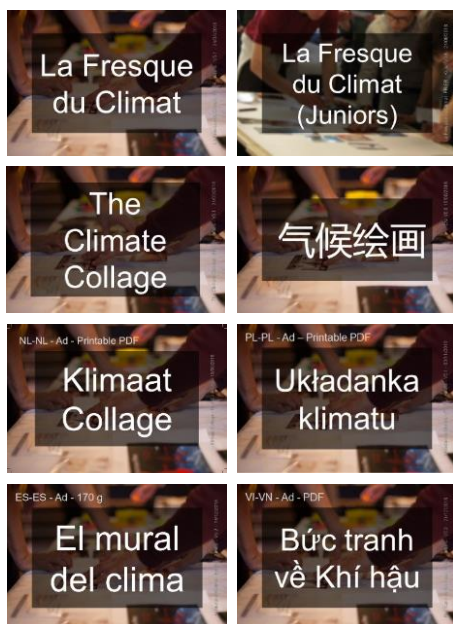 La Fresque
du Climat
La Fresque
du Climat
(Juniors)
The
Climate
Collage
气候绘画
NL-NL - Ad - Printable PDF
Klimaat
Collage
PL-PL - Ad – Printable PDF
Układanka
klimatu
ES-ES - Ad - 170 g
El mural
del clima
VI-VN - Ad - PDF
Bức tranh
về Khí hậu